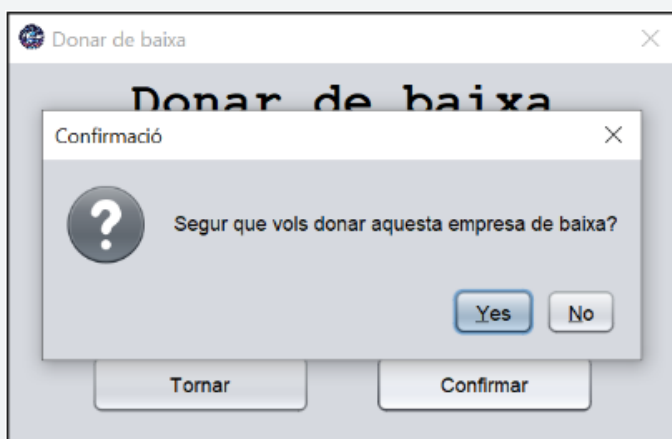 Donar de baixa
Donar de baixa
Confirmació
Segur que vols donar aquesta empresa de baixa?
Yes No
Tornar Confirmar